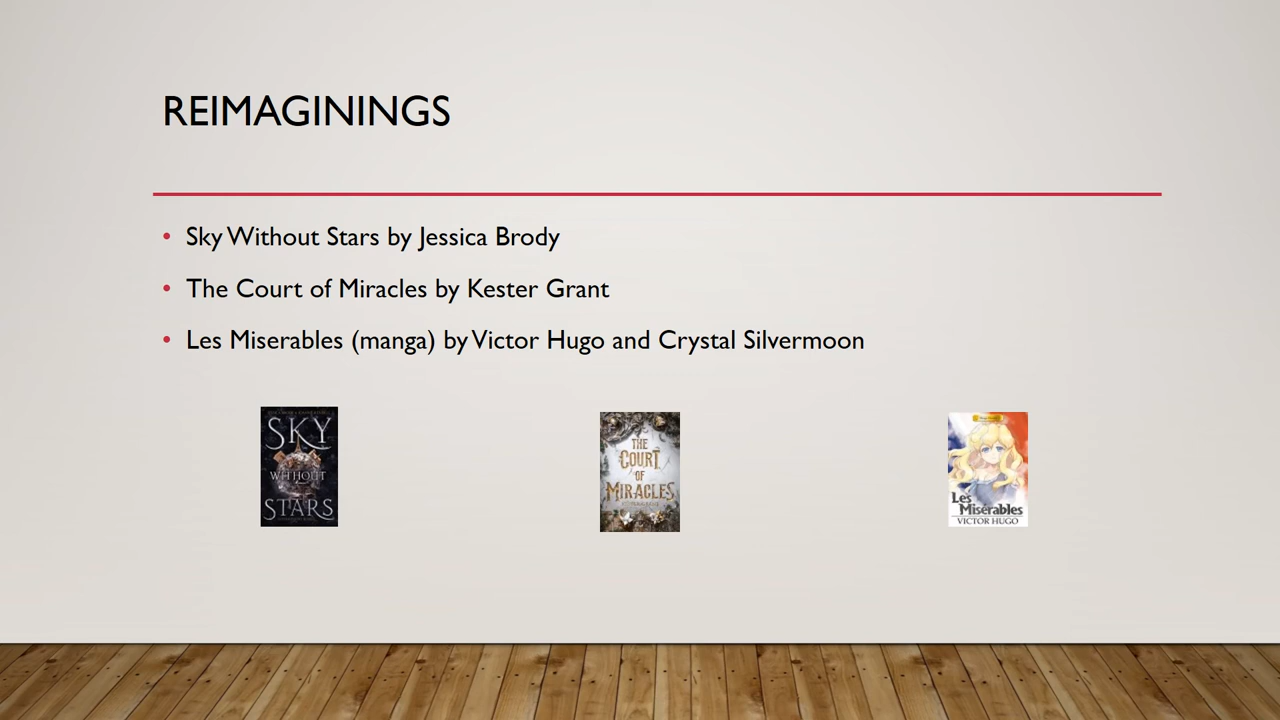 REIMAGININGS
• Sky Without Stars by Jessica Brody
• The Court of Miracles by Kester Grant
• Les Miserables (manga) by Victor Hugo and Crystal Silvermoon
SKY
WITHOUT
STARS
THE
COURT
OF
MIRACLES
Les
Misérables
VICTOR HUGO